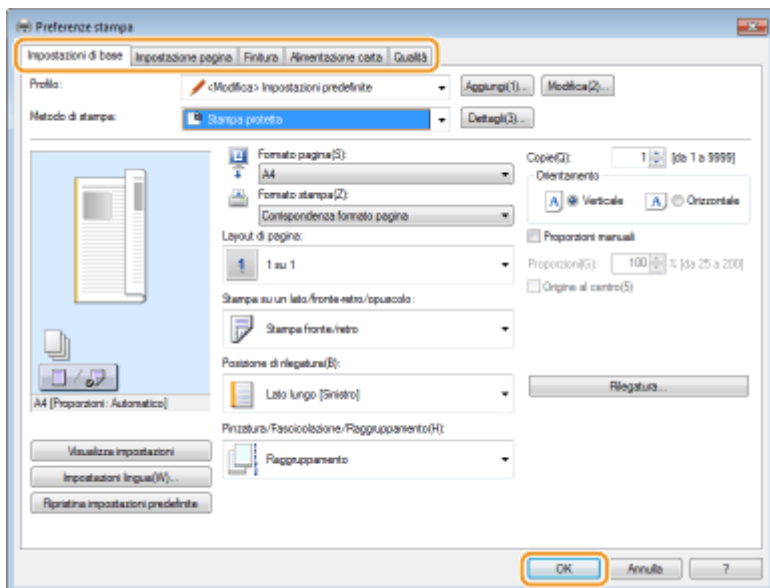 Preferenze stampa
Impostazioni di base Impostazione pagina Finitura Alimentazione carta Qualità
Profilo: <Modifica> Impostazioni predefinite Aggiungi(1)... Modifica(2)...
Metodo di stampa: Stampa protetta Dettagli(3)...
Formato pagina(S):
A4
Formato stampa(Z):
Corrispondenza formato pagina
Layout di pagina:
1 su 1
Stampa su un lato/fronte-retro/opuscolo:
Stampa fronte/retro
Posizione di rilegatura(B):
Lato lungo [Sinistro]
Pinzatura/Fascicolazione/Raggruppamento(H):
Raggruppamento
Copie(Q): 1 [da 1 a 9999]
Orientamento
A Verticale A Orizzontale
Proporzioni manuali
Proporzioni(G): 100 % [da 25 a 200]
Origine al centro(5)
Rilegatura...
A4 [Proporzioni: Automatico]
Visualizza impostazioni
Impostazioni lingua(W)...
Ripristina impostazioni predefinite
OK Annulla ?